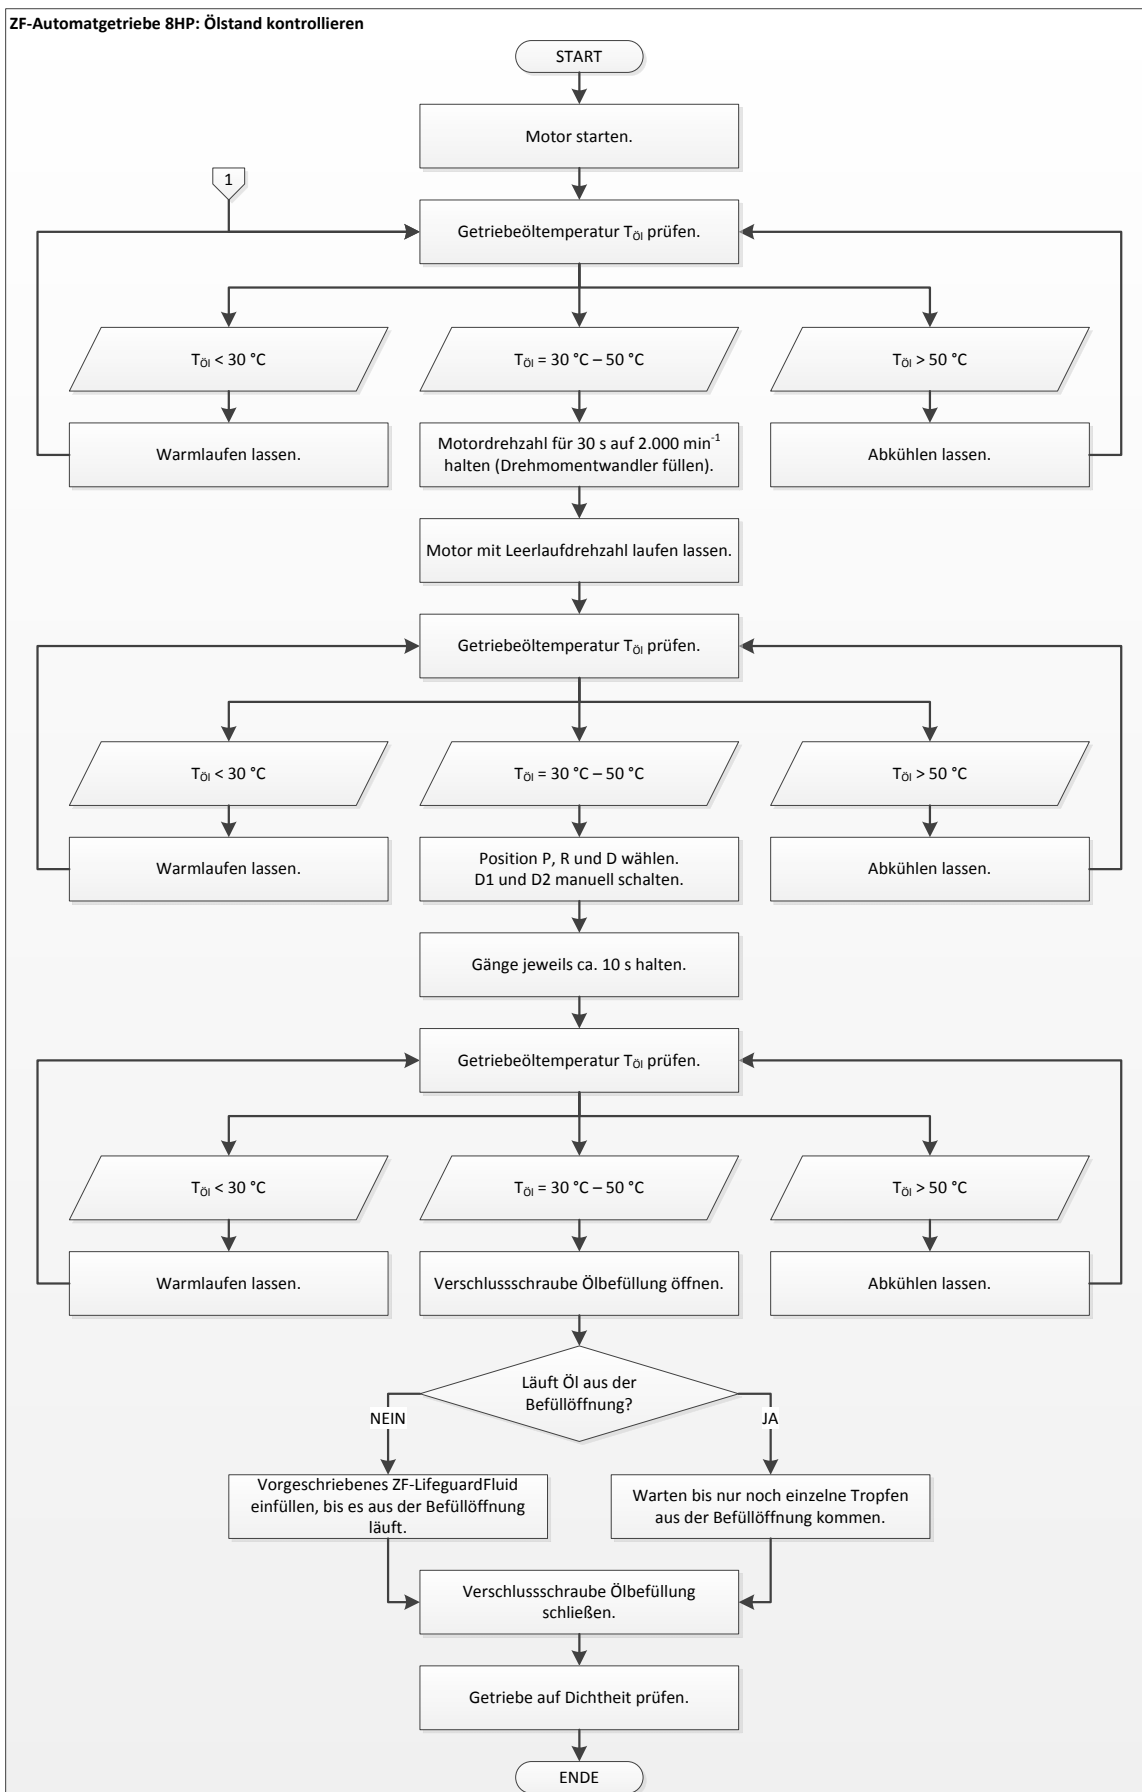 ZF-Automatgetriebe 8HP: Ölstand kontrollieren
START
Motor starten.
1
Getriebeöltemperatur TÖl prüfen.
TÖl < 30 °C
TÖl = 30 °C – 50 °C
TÖl > 50 °C
Warmlaufen lassen.
Motordrehzahl für 30 s auf 2.000 min-1
halten (Drehmomentwandler füllen).
Abkühlen lassen.
Motor mit Leerlaufdrehzahl laufen lassen.
Getriebeöltemperatur TÖl prüfen.
TÖl < 30 °C
TÖl = 30 °C – 50 °C
TÖl > 50 °C
Warmlaufen lassen.
Position P, R und D wählen.
D1 und D2 manuell schalten.
Abkühlen lassen.
Gänge jeweils ca. 10 s halten.
Getriebeöltemperatur TÖl prüfen.
TÖl < 30 °C
TÖl = 30 °C – 50 °C
TÖl > 50 °C
Warmlaufen lassen.
Verschlussschraube Ölbefüllung öffnen.
Abkühlen lassen.
Läuft Öl aus der
Befüllöffnung?
NEIN
JA
Vorgeschriebenes ZF-LifeguardFluid
einfüllen, bis es aus der Befüllöffnung
läuft.
Warten bis nur noch einzelne Tropfen
aus der Befüllöffnung kommen.
Verschlussschraube Ölbefüllung
schließen.
Getriebe auf Dichtheit prüfen.
ENDE